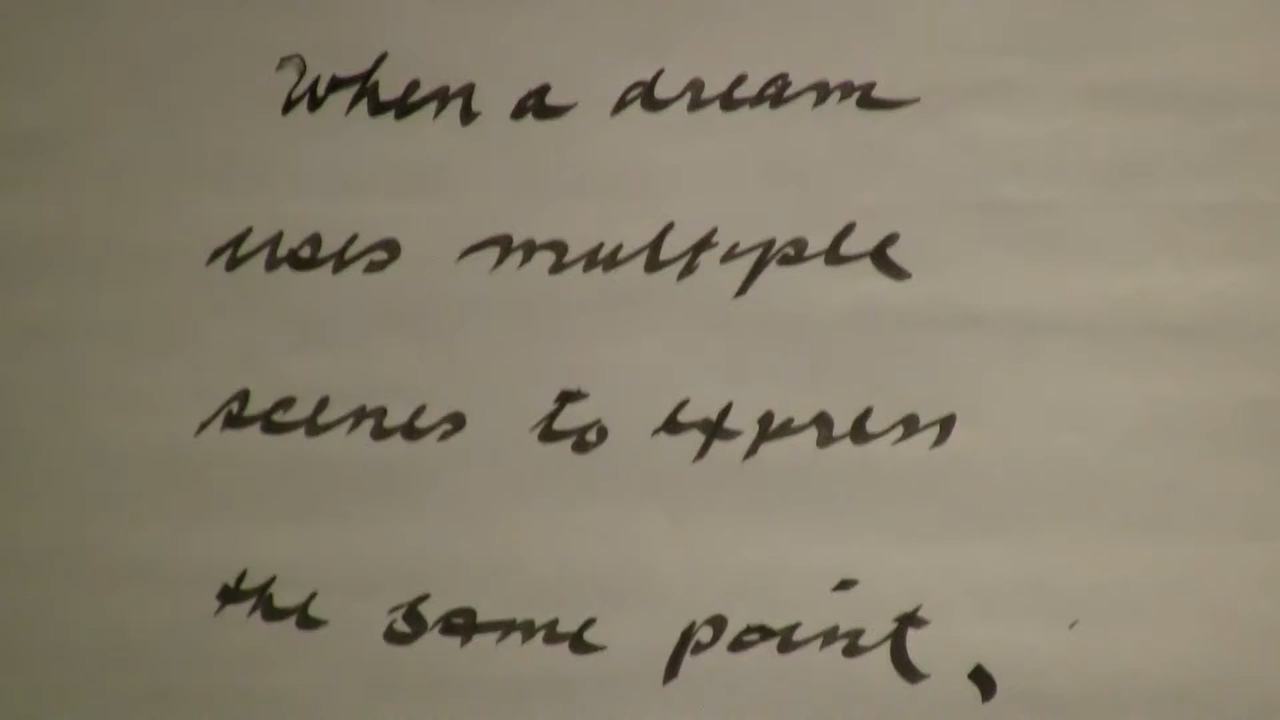 When a dream
uses multiple
scenes to express
the same point,